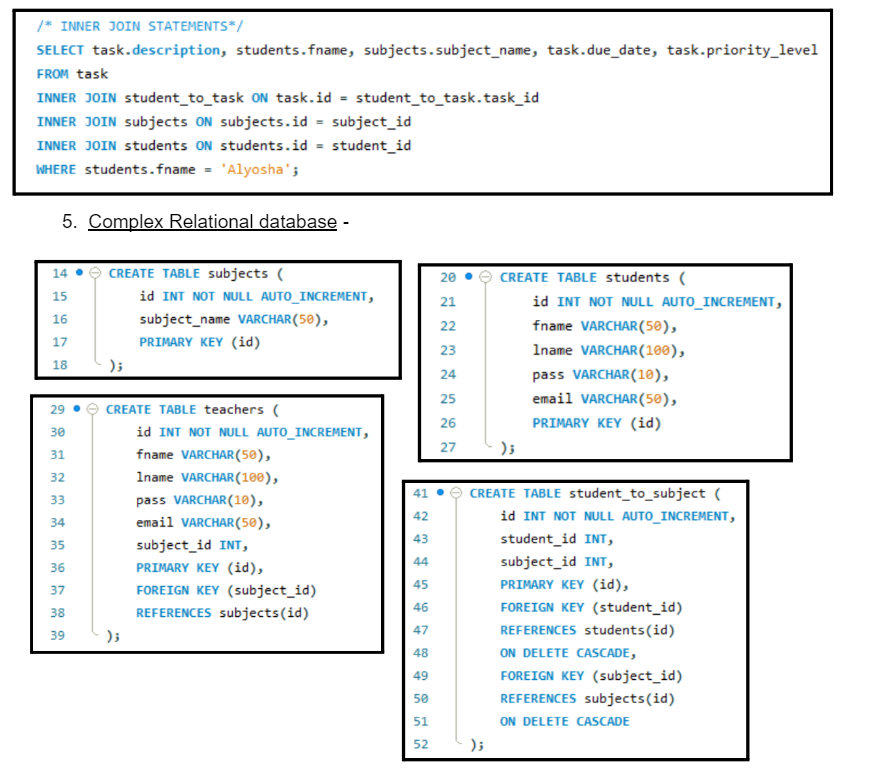 /* INNER JOIN STATEMENTS*/
SELECT task.description, students.fname, subjects.subject_name, task.due_date, task.priority_level
FROM task
INNER JOIN student_to_task ON task.id = student_to_task.task_id
INNER JOIN subjects ON subjects.id = subject_id
INNER JOIN students ON students.id = student_id
WHERE students.fname = 'Alyosha';
5. Complex Relational database -
14 CREATE TABLE subjects (
15 id INT NOT NULL AUTO_INCREMENT,
16 subject_name VARCHAR(50),
17 PRIMARY KEY (id)
18 );
20 CREATE TABLE students (
21 id INT NOT NULL AUTO_INCREMENT,
22 fname VARCHAR(50),
23 lname VARCHAR(100),
24 pass VARCHAR(10),
25 email VARCHAR(50),
26 PRIMARY KEY (id)
27 );
29 CREATE TABLE teachers (
30 id INT NOT NULL AUTO_INCREMENT,
31 fname VARCHAR(50),
32 lname VARCHAR(100),
33 pass VARCHAR(10),
34 email VARCHAR(50),
35 subject_id INT,
36 PRIMARY KEY (id),
37 FOREIGN KEY (subject_id)
38 REFERENCES subjects(id)
39 );
41 CREATE TABLE student_to_subject (
42 id INT NOT NULL AUTO_INCREMENT,
43 student_id INT,
44 subject_id INT,
45 PRIMARY KEY (id),
46 FOREIGN KEY (student_id)
47 REFERENCES students(id)
48 ON DELETE CASCADE,
49 FOREIGN KEY (subject_id)
50 REFERENCES subjects(id)
51 ON DELETE CASCADE
52 );